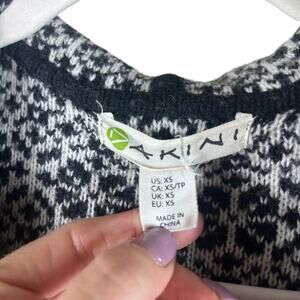 AKINI
US: XS
CA: XS/TP
UK: XS
EU: XS
MADE IN
CHINA